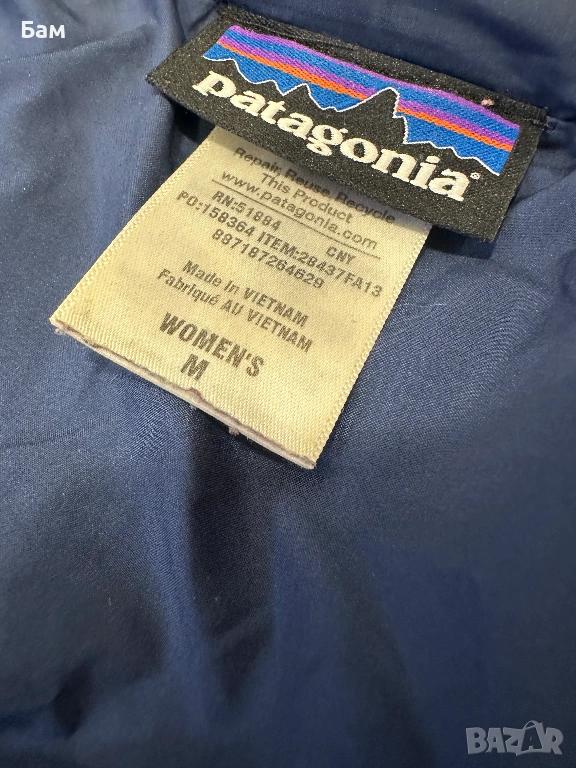 Бам
patagonia®
Repair Reuse Recycle
This Product
www.patagonia.com
RN-51884 CNY
PO:158364 ITEM:28437FA13
887187264629
Made in VIETNAM
Fabriqué AU VIETNAM
WOMEN'S
M
BAZAR